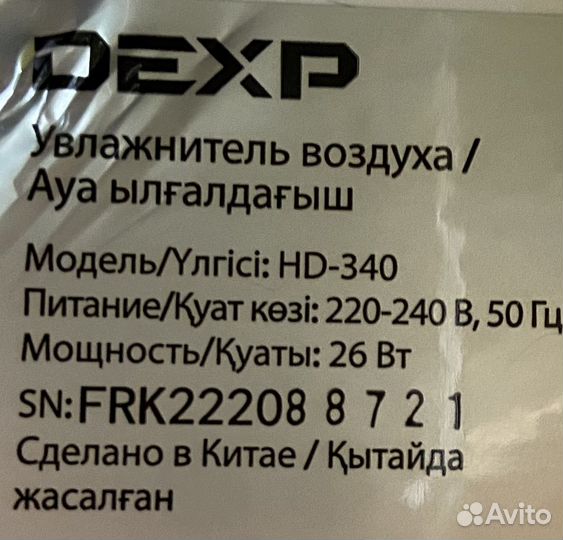 DEXP
Увлажнитель воздуха /
Ауа ылғалдағыш
Модель/Үлгісі: HD-340
Питание/Қуат көзі: 220-240 В, 50 Гц
Мощность/Қуаты: 26 Вт
SN: FRK22208 8 7 2 1
Сделано в Китае / Қытайда
жасалған
Avito